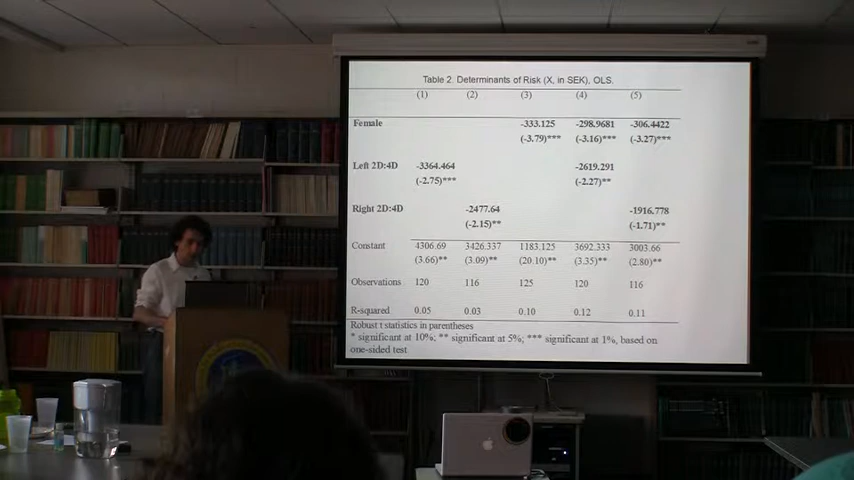 Table 2. Determinants of Risk (X, in SEK), OLS.
(1) (2) (3) (4) (5)
Female -333.125 -298.9681 -306.4422
(-3.79)*** (-3.16)*** (-3.27)***
Left 2D:4D -3364.464 -2619.291
(-2.75)*** (-2.27)**
Right 2D:4D -2477.64 -1916.778
(-2.15)** (-1.71)**
Constant 4306.69 3426.337 1183.125 3692.333 3003.66
(3.66)** (3.09)** (20.10)** (3.35)** (2.80)**
Observations 120 116 125 120 116
R-squared 0.05 0.03 0.10 0.12 0.11
Robust t statistics in parentheses
* significant at 10%; ** significant at 5%; *** significant at 1%, based on
one-sided test